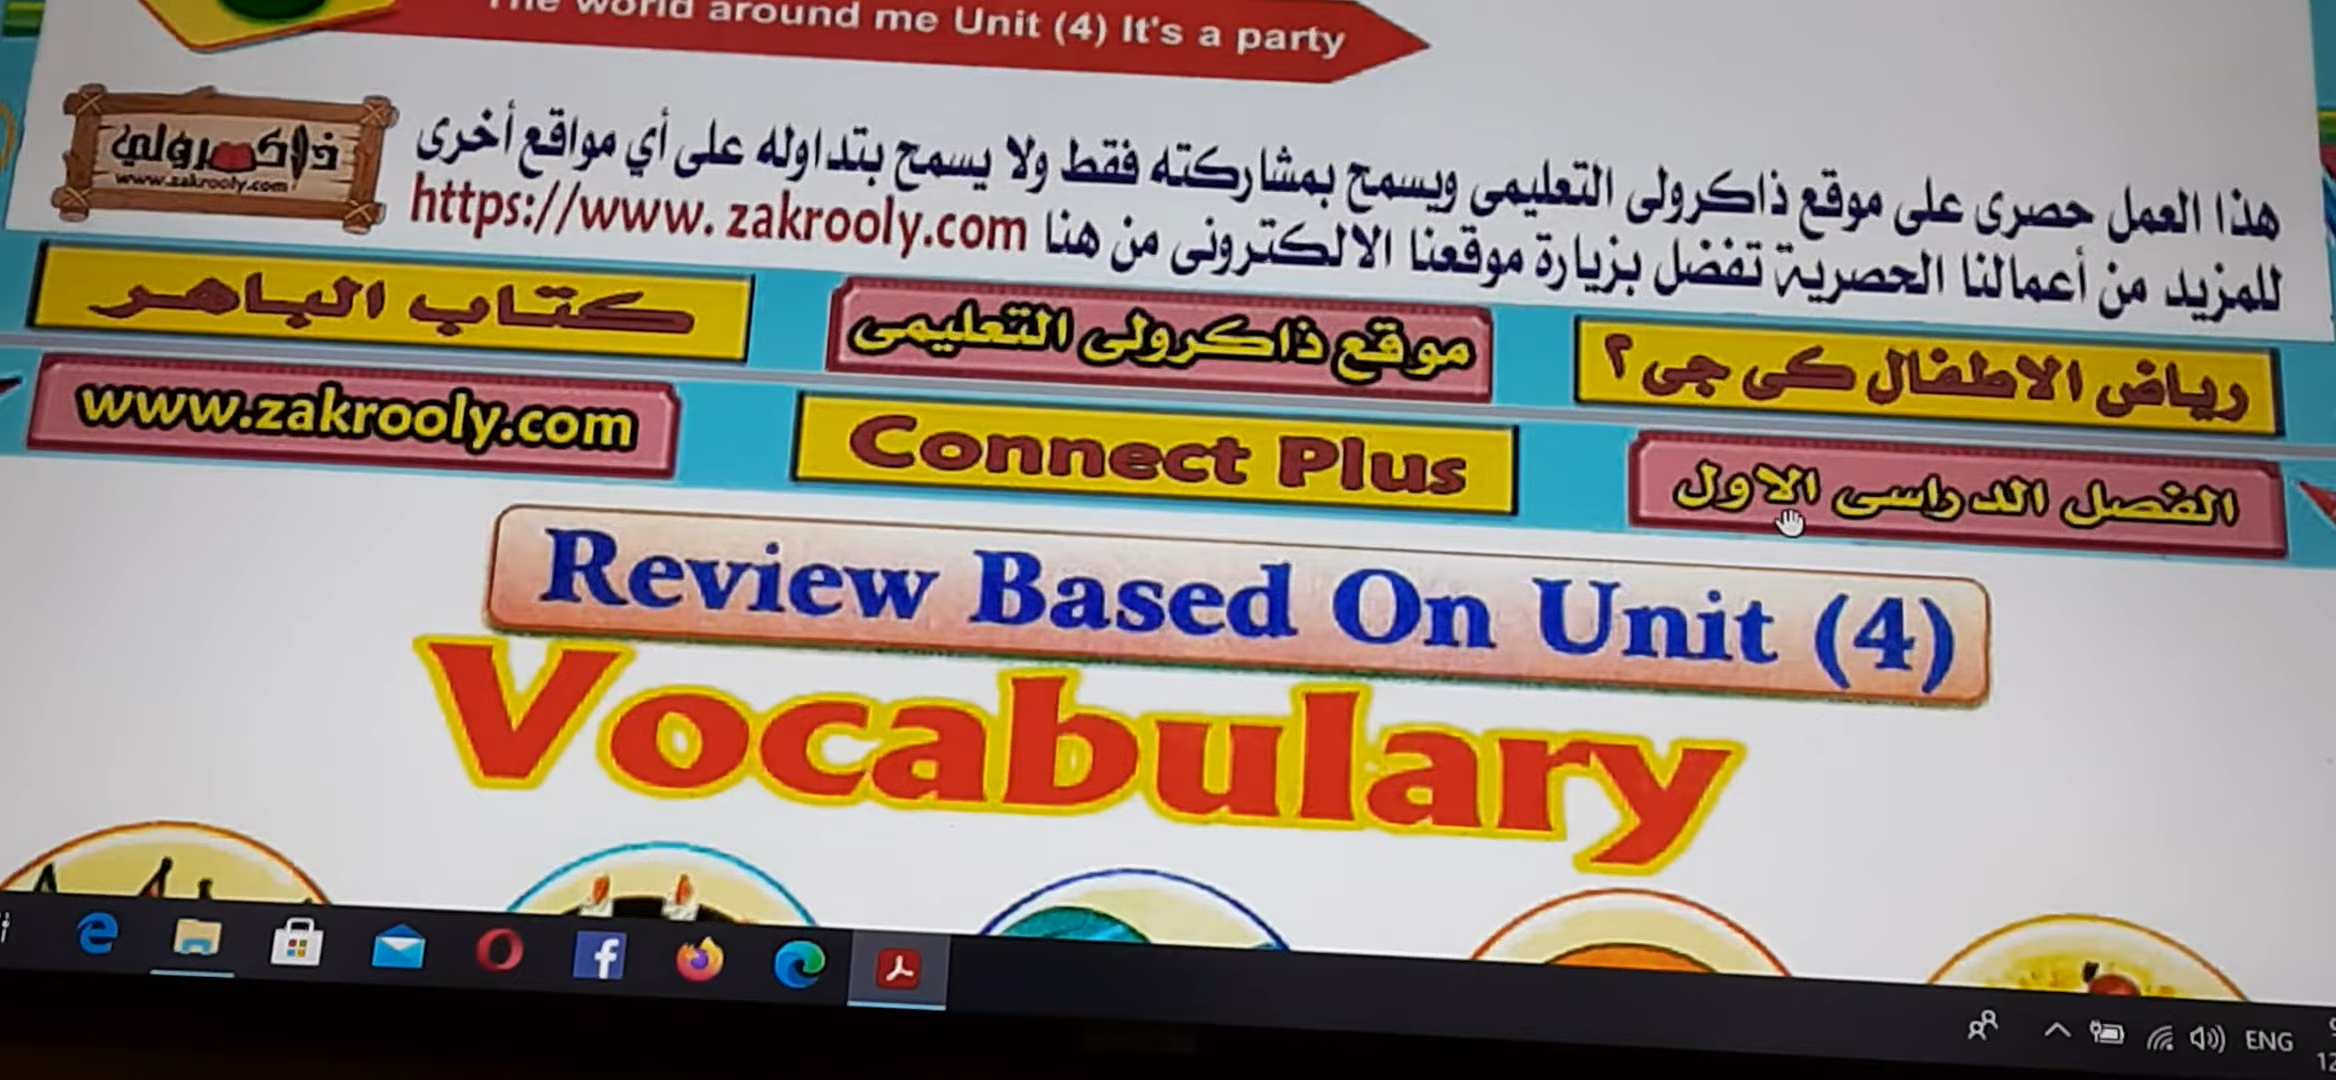 The world around me Unit (4) It's a party
ذاكرولي
www.zakrooly.com
هذا العمل حصرى على موقع ذاكرولى التعليمى ويسمح بمشاركته فقط ولا يسمح بتداوله على أي مواقع أخرى
للمزيد من أعمالنا الحصرية تفضل بزيارة موقعنا الالكترونى من هنا https://www.zakrooly.com
رياض الاطفال كى جى ٢
موقع ذاكرولى التعليمى
كتاب الباهر
الفصل الدراسى الاول
Connect Plus
www.zakrooly.com
Review Based On Unit (4)
Vocabulary
ENG